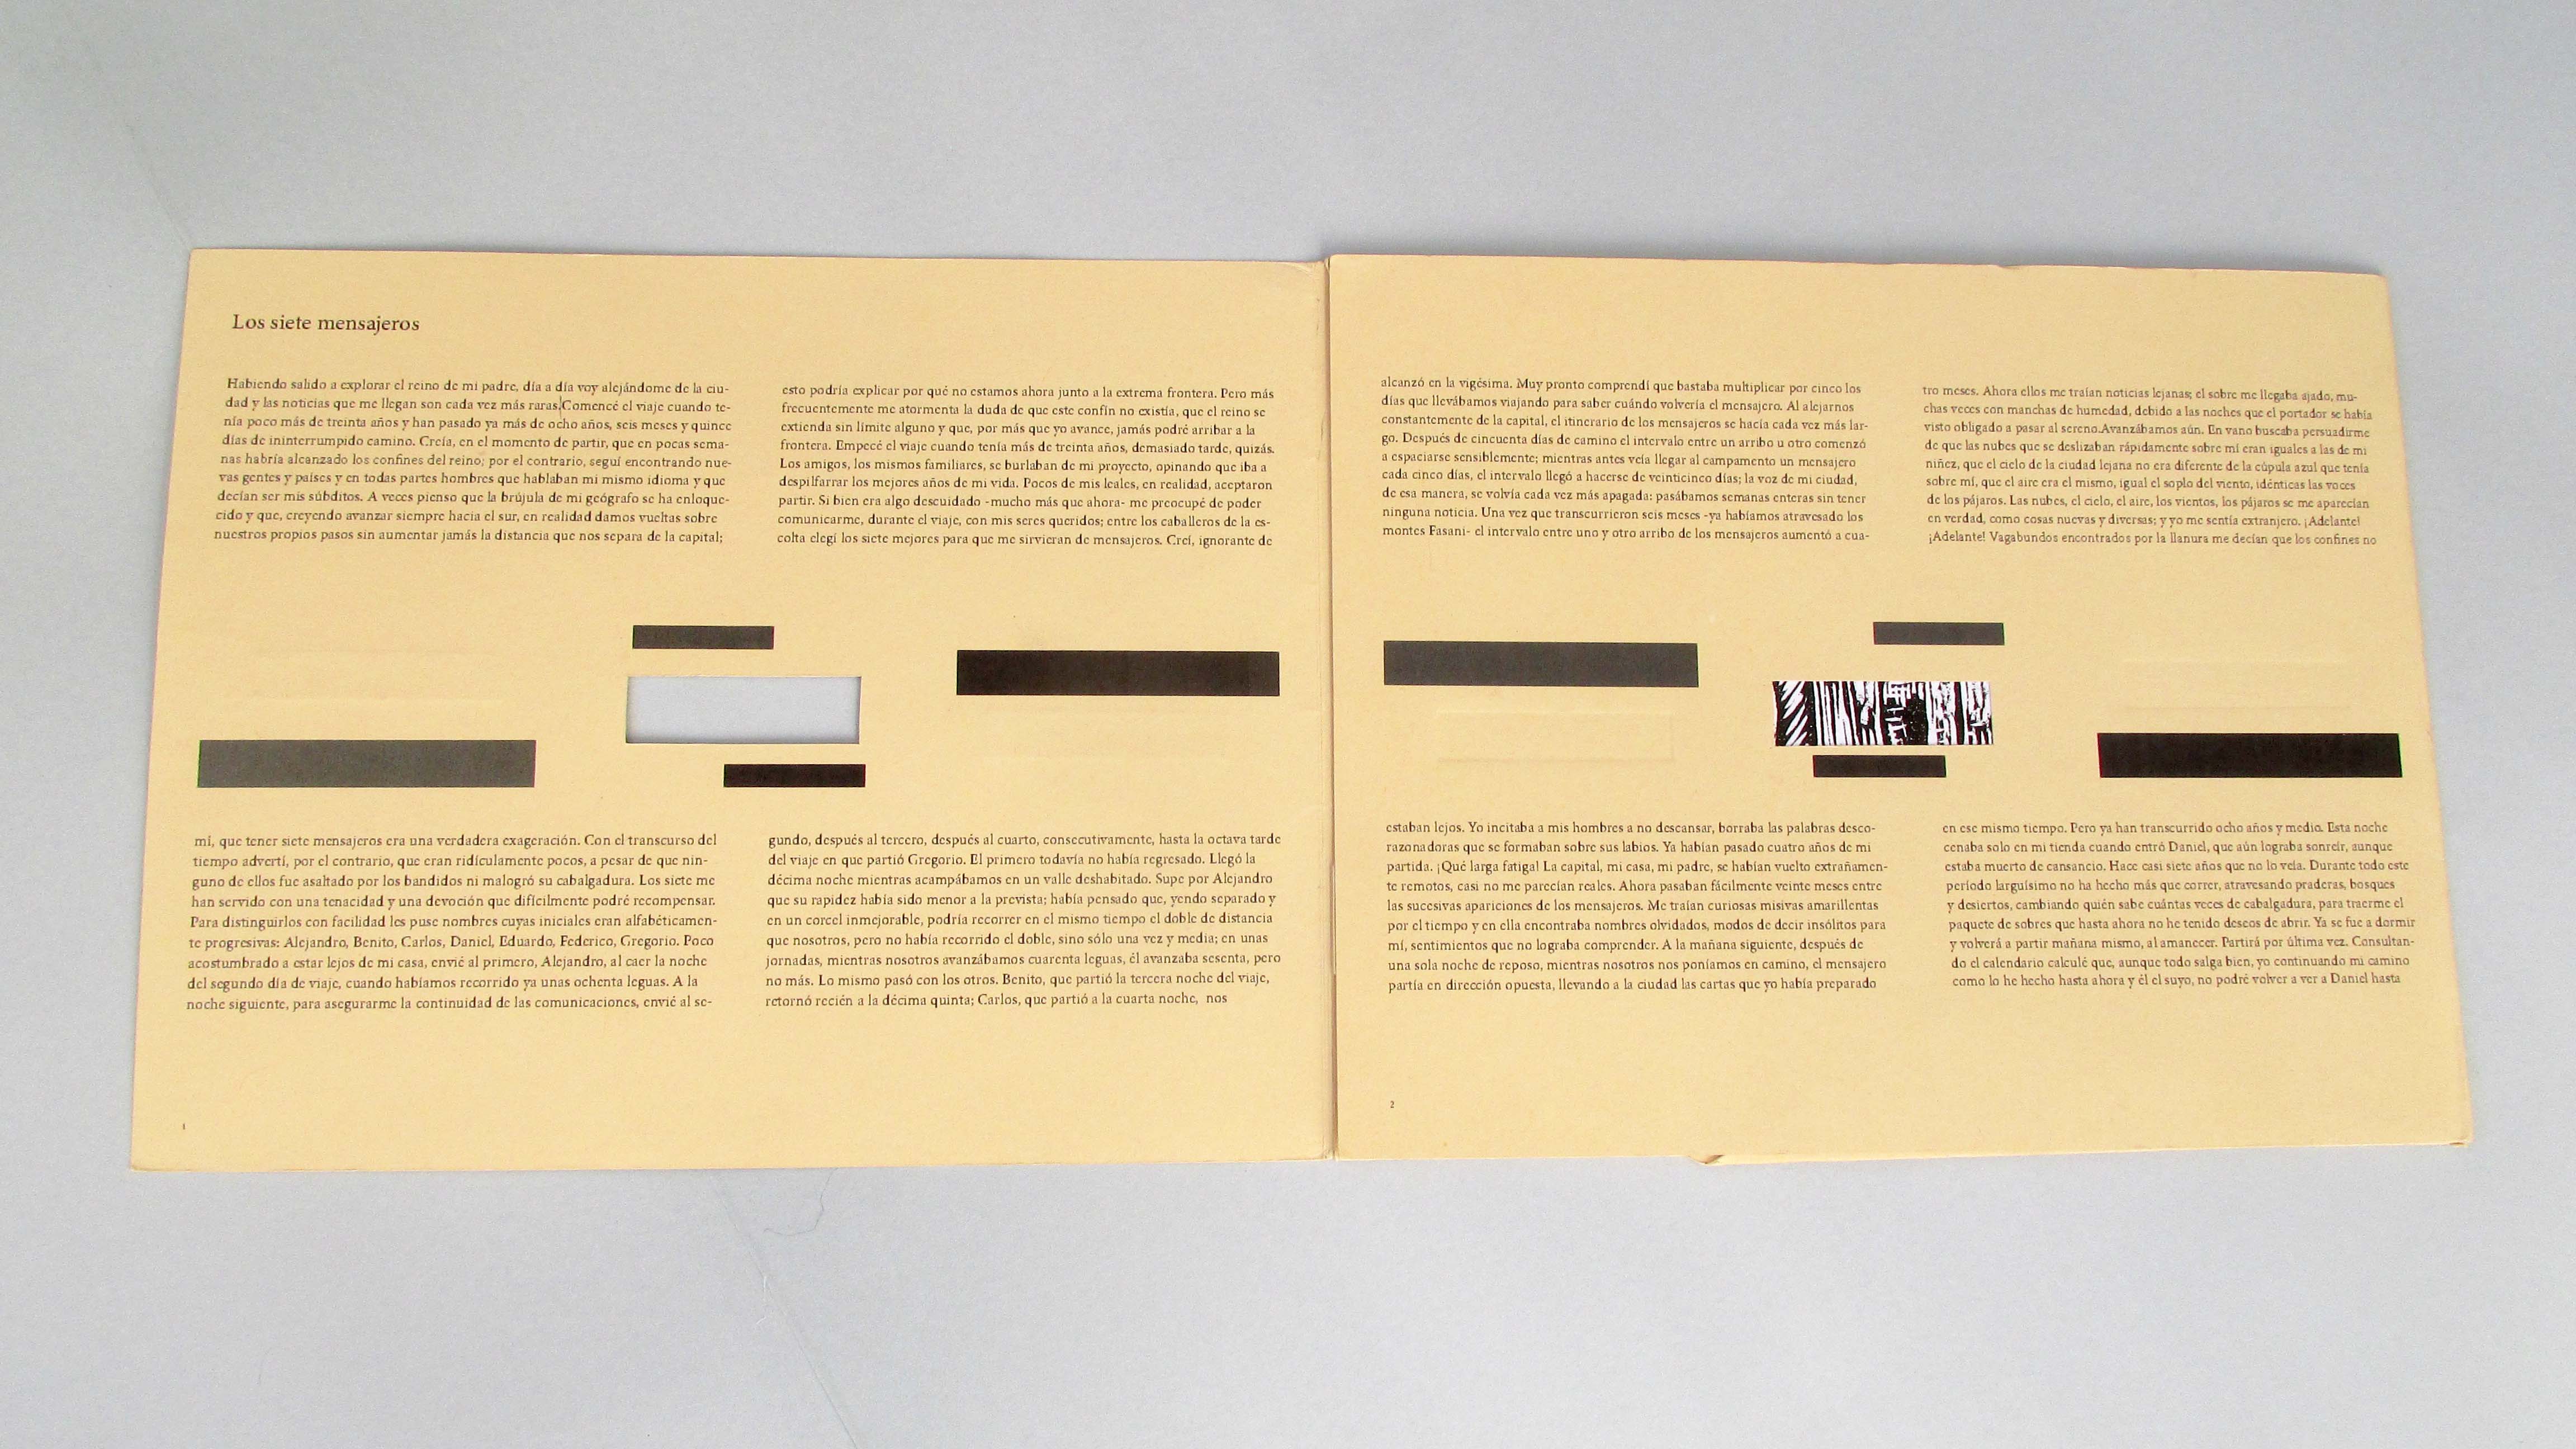 Los siete mensajeros
Habiendo salido a explorar el reino de mi padre, día a día voy alejándome de la ciu-
dad y las noticias que me llegan son cada vez más raras.Comencé el viaje cuando te-
nía poco más de treinta años y han pasado ya más de ocho años, seis meses y quince
días de ininterrumpido camino. Creía, en el momento de partir, que en pocas sema-
nas habría alcanzado los confines del reino; por el contrario, seguí encontrando nue-
vas gentes y países y en todas partes hombres que hablaban mi mismo idioma y que
decían ser mis súbditos. A veces pienso que la brújula de mi geógrafo se ha enloque-
cido y que, creyendo avanzar siempre hacia el sur, en realidad damos vueltas sobre
nuestros propios pasos sin aumentar jamás la distancia que nos separa de la capital;
esto podría explicar por qué no estamos ahora junto a la extrema frontera. Pero más
frecuentemente me atormenta la duda de que este confín no existía, que el reino se
extienda sin límite alguno y que, por más que yo avance, jamás podré arribar a la
frontera. Empecé el viaje cuando tenía más de treinta años, demasiado tarde, quizás.
Los amigos, los mismos familiares, se burlaban de mi proyecto, opinando que iba a
despilfarrar los mejores años de mi vida. Pocos de mis leales, en realidad, aceptaron
partir. Si bien era algo descuidado -mucho más que ahora- me preocupé de poder
comunicarme, durante el viaje, con mis seres queridos; entre los caballeros de la es-
colta elegí los siete mejores para que me sirvieran de mensajeros. Creí, ignorante de
mí, que tener siete mensajeros era una verdadera exageración. Con el transcurso del
tiempo advertí, por el contrario, que eran ridículamente pocos, a pesar de que nin-
guno de ellos fue asaltado por los bandidos ni malogró su cabalgadura. Los siete me
han servido con una tenacidad y una devoción que difícilmente podré recompensar.
Para distinguirlos con facilidad les puse nombres cuyas iniciales eran alfabéticamen-
te progresivas: Alejandro, Benito, Carlos, Daniel, Eduardo, Federico, Gregorio. Poco
acostumbrado a estar lejos de mi casa, envié al primero, Alejandro, al caer la noche
del segundo día de viaje, cuando habíamos recorrido ya unas ochenta leguas. A la
noche siguiente, para asegurarme la continuidad de las comunicaciones, envié al se-
gundo, después al tercero, después al cuarto, consecutivamente, hasta la octava tarde
del viaje en que partió Gregorio. El primero todavía no había regresado. Llegó la
décima noche mientras acampábamos en un valle deshabitado. Supe por Alejandro
que su rapidez había sido menor a la prevista; había pensado que, yendo separado y
en un corcel inmejorable, podría recorrer en el mismo tiempo el doble de distancia
que nosotros, pero no había recorrido el doble, sino sólo una vez y media; en unas
jornadas, mientras nosotros avanzábamos cuarenta leguas, él avanzaba sesenta, pero
no más. Lo mismo pasó con los otros. Benito, que partió la tercera noche del viaje,
retornó recién a la décima quinta; Carlos, que partió a la cuarta noche, nos
1
alcanzó en la vigésima. Muy pronto comprendí que bastaba multiplicar por cinco los
días que llevábamos viajando para saber cuándo volvería el mensajero. Al alejarnos
constantemente de la capital, el itinerario de los mensajeros se hacía cada vez más lar-
go. Después de cincuenta días de camino el intervalo entre un arribo u otro comenzó
a espaciarse sensiblemente; mientras antes veía llegar al campamento un mensajero
cada cinco días, el intervalo llegó a hacerse de veinticinco días; la voz de mi ciudad,
de esa manera, se volvía cada vez más apagada: pasábamos semanas enteras sin tener
ninguna noticia. Una vez que transcurrieron seis meses -ya habíamos atravesado los
montes Fasani- el intervalo entre uno y otro arribo de los mensajeros aumentó a cua-
tro meses. Ahora ellos me traían noticias lejanas; el sobre me llegaba ajado, mu-
chas veces con manchas de humedad, debido a las noches que el portador se había
visto obligado a pasar al sereno.Avanzábamos aún. En vano buscaba persuadirme
de que las nubes que se deslizaban rápidamente sobre mí eran iguales a las de mi
niñez, que el cielo de la ciudad lejana no era diferente de la cúpula azul que tenía
sobre mí, que el aire era el mismo, igual el soplo del viento, idénticas las voces
de los pájaros. Las nubes, el cielo, el aire, los vientos, los pájaros se me aparecían
en verdad, como cosas nuevas y diversas; y yo me sentía extranjero. ¡Adelante!
¡Adelante! Vagabundos encontrados por la llanura me decían que los confines no
estaban lejos. Yo incitaba a mis hombres a no descansar, borraba las palabras desco-
razonadoras que se formaban sobre sus labios. Ya habían pasado cuatro años de mi
partida. ¡Qué larga fatiga! La capital, mi casa, mi padre, se habían vuelto extrañamen-
te remotos, casi no me parecían reales. Ahora pasaban fácilmente veinte meses entre
las sucesivas apariciones de los mensajeros. Me traían curiosas misivas amarillentas
por el tiempo y en ella encontraba nombres olvidados, modos de decir insólitos para
mí, sentimientos que no lograba comprender. A la mañana siguiente, después de
una sola noche de reposo, mientras nosotros nos poníamos en camino, el mensajero
partía en dirección opuesta, llevando a la ciudad las cartas que yo había preparado
en ese mismo tiempo. Pero ya han transcurrido ocho años y medio. Esta noche
cenaba solo en mi tienda cuando entró Daniel, que aún lograba sonreír, aunque
estaba muerto de cansancio. Hace casi siete años que no lo veía. Durante todo este
período larguísimo no ha hecho más que correr, atravesando praderas, bosques
y desiertos, cambiando quién sabe cuántas veces de cabalgadura, para traerme el
paquete de sobres que hasta ahora no he tenido deseos de abrir. Ya se fue a dormir
y volverá a partir mañana mismo, al amanecer. Partirá por última vez. Consultan-
do el calendario calculé que, aunque todo salga bien, yo continuando mi camino
como lo he hecho hasta ahora y él el suyo, no podré volver a ver a Daniel hasta
2